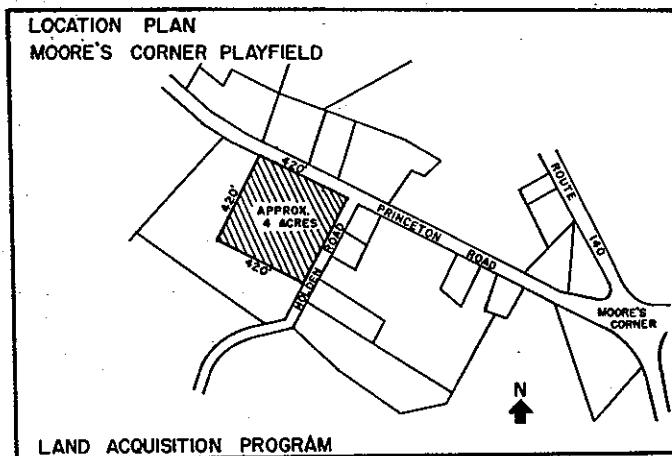 LOCATION PLAN
MOORE'S CORNER PLAYFIELD
420'
420'
APPROX.
4 ACRES
420'
HOLDEN ROAD
PRINCETON ROAD
ROUTE 140
MOORE'S
CORNER
N
LAND ACQUISITION PROGRAM